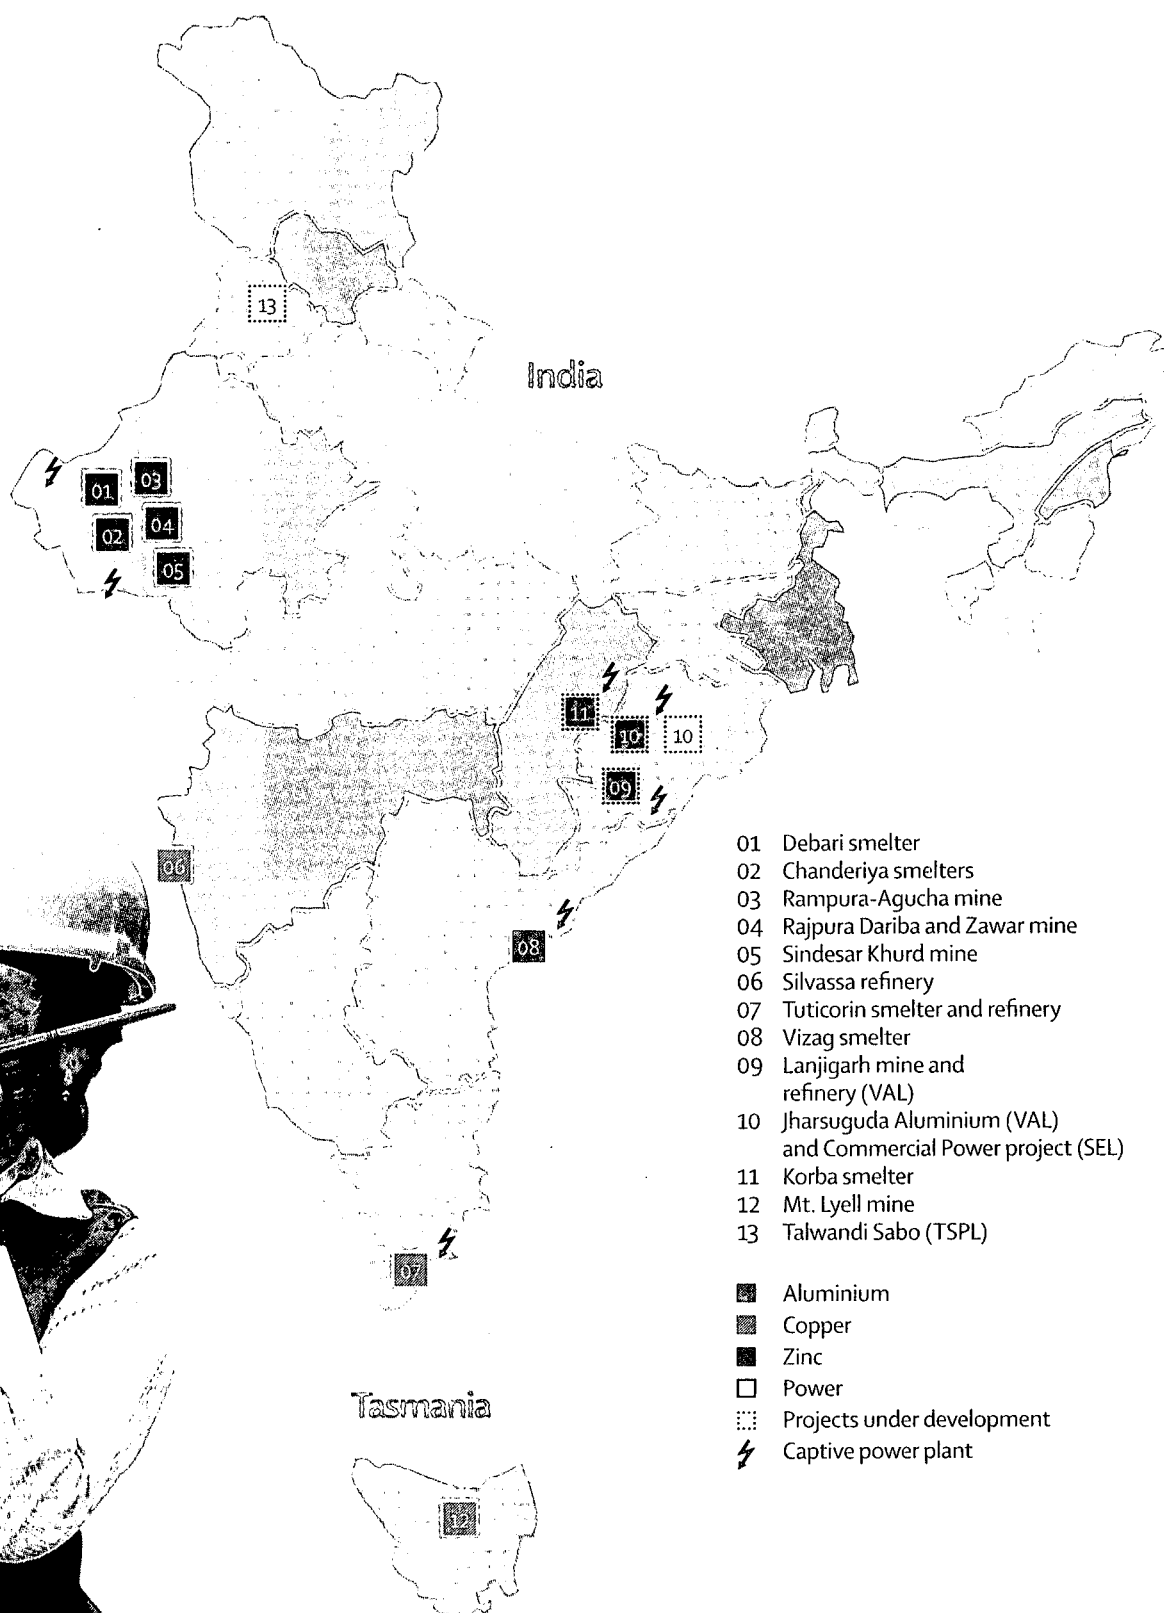 13
India
01
03
02
04
05
11
10
10
09
06
08
07
01 Debari smelter
02 Chanderiya smelters
03 Rampura-Agucha mine
04 Rajpura Dariba and Zawar mine
05 Sindesar Khurd mine
06 Silvassa refinery
07 Tuticorin smelter and refinery
08 Vizag smelter
09 Lanjigarh mine and
refinery (VAL)
10 Jharsuguda Aluminium (VAL)
and Commercial Power project (SEL)
11 Korba smelter
12 Mt. Lyell mine
13 Talwandi Sabo (TSPL)
Aluminium
Copper
Zinc
Power
Projects under development
Captive power plant
Tasmania
12